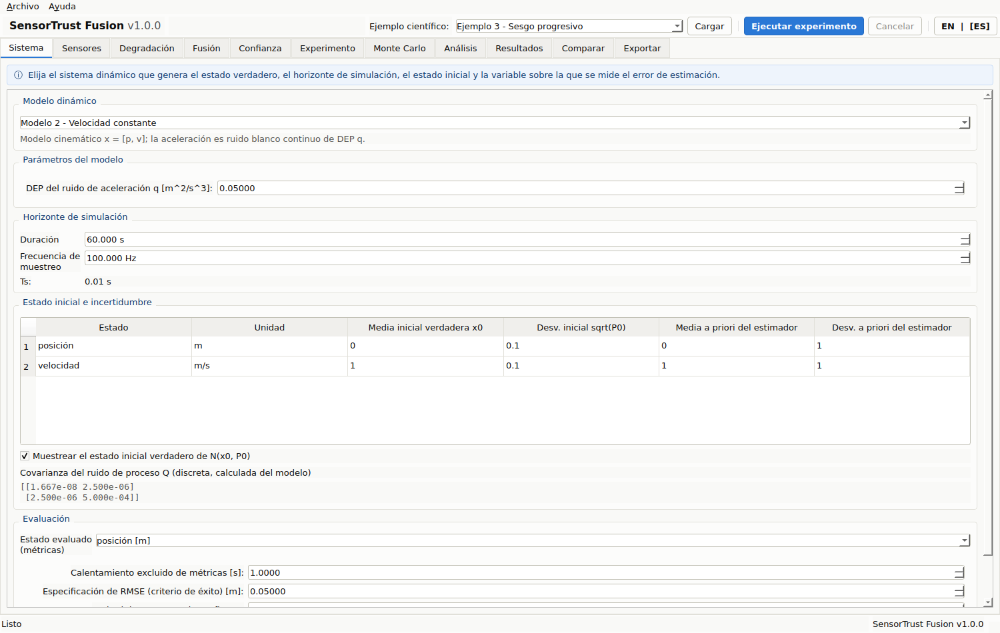 Archivo Ayuda
SensorTrust Fusion v1.0.0
Ejemplo científico: Ejemplo 3 - Sesgo progresivo Cargar Ejecutar experimento Cancelar EN | [ES]
Sistema Sensores Degradación Fusión Confianza Experimento Monte Carlo Análisis Resultados Comparar Exportar
Elija el sistema dinámico que genera el estado verdadero, el horizonte de simulación, el estado inicial y la variable sobre la que se mide el error de estimación.
Modelo dinámico
Modelo 2 - Velocidad constante
Modelo cinemático x = [p, v]; la aceleración es ruido blanco continuo de DEP q.
Parámetros del modelo
DEP del ruido de aceleración q [m^2/s^3]: 0.05000
Horizonte de simulación
Duración 60.000 s
Frecuencia de muestreo 100.000 Hz
Ts: 0.01 s
Estado inicial e incertidumbre
Estado Unidad Media inicial verdadera x0 Desv. inicial sqrt(P0) Media a priori del estimador Desv. a priori del estimador
1 posición m 0 0.1 0 1
2 velocidad m/s 1 0.1 1 1
Muestrear el estado inicial verdadero de N(x0, P0)
Covarianza del ruido de proceso Q (discreta, calculada del modelo)
[[1.667e-08 2.500e-06]
[2.500e-06 5.000e-04]]
Evaluación
Estado evaluado (métricas) posición [m]
Calentamiento excluido de métricas [s]: 1.0000
Especificación de RMSE (criterio de éxito) [m]: 0.05000
Listo SensorTrust Fusion v1.0.0